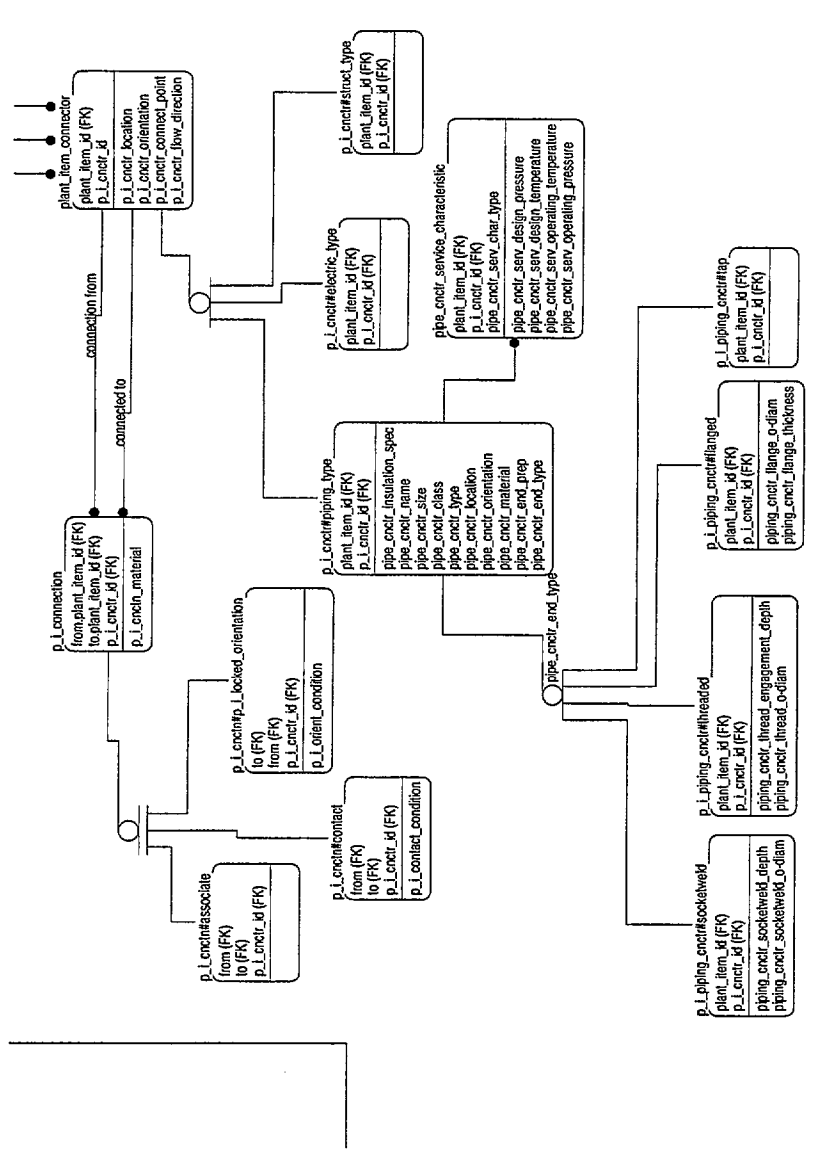 plant_item_connector
plant_item_id (FK)
p_i_cnctr_id
p_i_cnctr_location
p_i_cnctr_orientation
p_i_cnctr_connect_point
p_i_cnctr_flow_direction
connection from
connected to
p_i_connection
from.plant_item_id (FK)
to.plant_item_id (FK)
p_i_cnctr_id (FK)
p_i_cnctn_material
p_i_cnctr#struct_type
plant_item_id (FK)
p_i_cnctr_id (FK)
p_i_cnctr#electric_type
plant_item_id (FK)
p_i_cnctr_id (FK)
p_i_cnctr#piping_type
plant_item_id (FK)
p_i_cnctr_id (FK)
pipe_cnctr_insulation_spec
pipe_cnctr_name
pipe_cnctr_size
pipe_cnctr_class
pipe_cnctr_type
pipe_cnctr_location
pipe_cnctr_orientation
pipe_cnctr_material
pipe_cnctr_end_prep
pipe_cnctr_end_type
pipe_cnctr_service_characteristic
plant_item_id (FK)
p_i_cnctr_id (FK)
pipe_cnctr_serv_char_type
pipe_cnctr_serv_design_pressure
pipe_cnctr_serv_design_temperature
pipe_cnctr_serv_operating_temperature
pipe_cnctr_serv_operating_pressure
p_i_cnctn#p_i_locked_orientation
to (FK)
from (FK)
p_i_cnctr_id (FK)
p_i_orient_condition
p_i_cnctn#contact
from (FK)
to (FK)
p_i_cnctr_id (FK)
p_i_contact_condition
p_i_cnctn#associate
from (FK)
to (FK)
p_i_cnctr_id (FK)
pipe_cnctr_end_type
p_i_piping_cnctr#tap
plant_item_id (FK)
p_i_cnctr_id (FK)
p_i_piping_cnctr#flanged
plant_item_id (FK)
p_i_cnctr_id (FK)
piping_cnctr_flange_o-diam
piping_cnctr_flange_thickness
p_i_piping_cnctr#threaded
plant_item_id (FK)
p_i_cnctr_id (FK)
piping_cnctr_thread_engagement_depth
piping_cnctr_thread_o-diam
p_i_piping_cnctr#socketweld
plant_item_id (FK)
p_i_cnctr_id (FK)
piping_cnctr_socketweld_depth
piping_cnctr_socketweld_o-diam